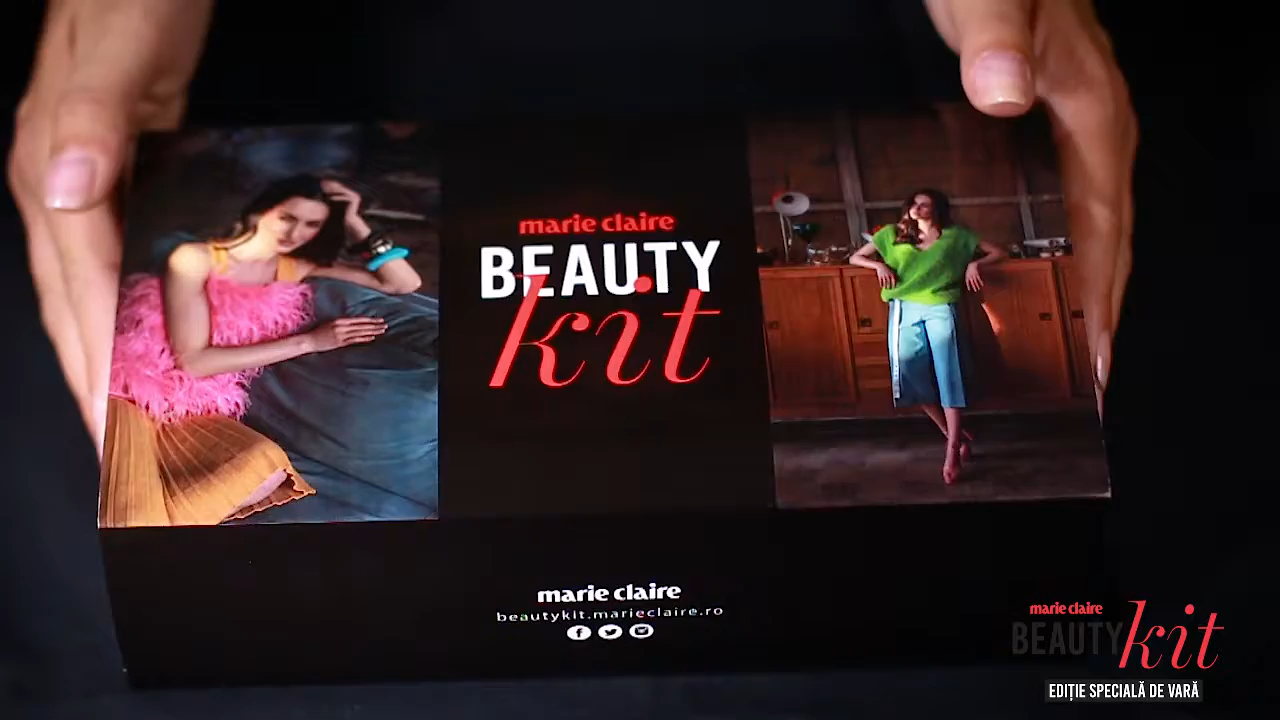 marie claire
BEAUTY
kit
marie claire
beautykit.marieclaire.ro
marie claire
BEAUTY kit
EDIȚIE SPECIALĂ DE VARĂ